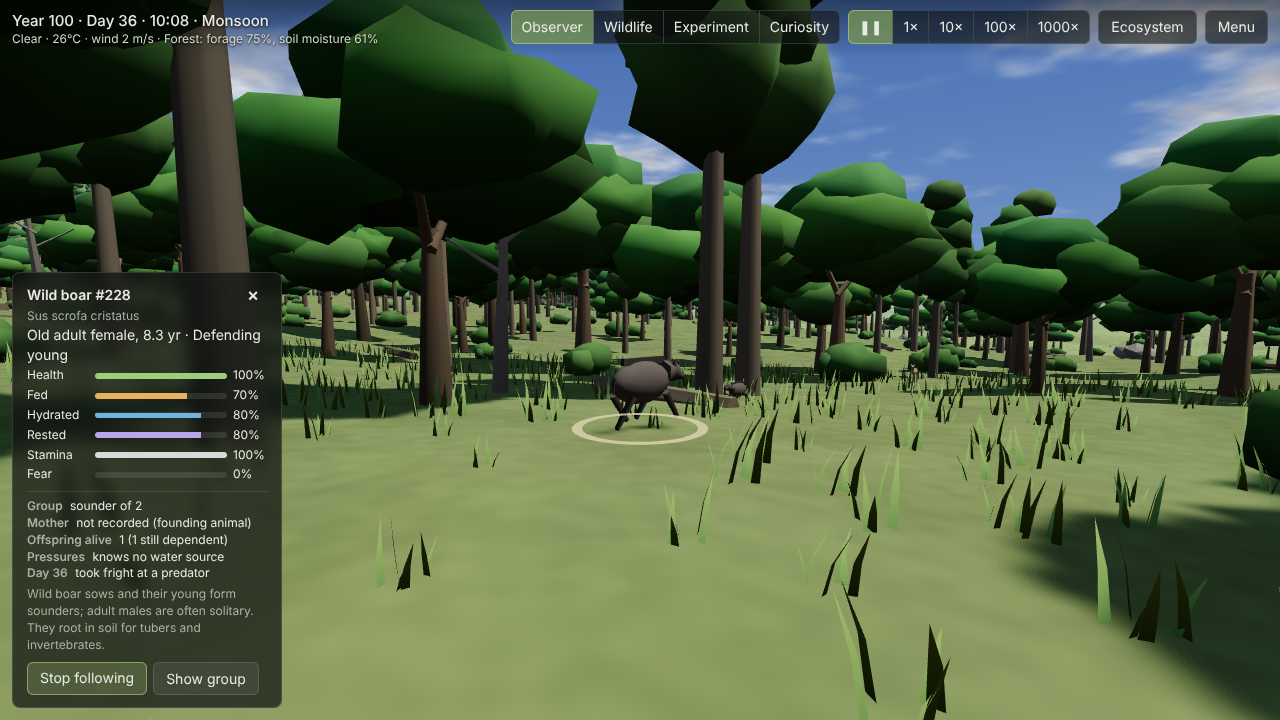 Year 100 · Day 36 · 10:08 · Monsoon
Clear · 26°C · wind 2 m/s · Forest: forage 75%, soil moisture 61%
Observer Wildlife Experiment Curiosity
1× 10× 100× 1000×
Ecosystem
Menu
Wild boar #228
Sus scrofa cristatus
Old adult female, 8.3 yr · Defending
young
Health 100%
Fed 70%
Hydrated 80%
Rested 80%
Stamina 100%
Fear 0%
Group sounder of 2
Mother not recorded (founding animal)
Offspring alive 1 (1 still dependent)
Pressures knows no water source
Day 36 took fright at a predator
Wild boar sows and their young form
sounders; adult males are often solitary.
They root in soil for tubers and
invertebrates.
Stop following
Show group